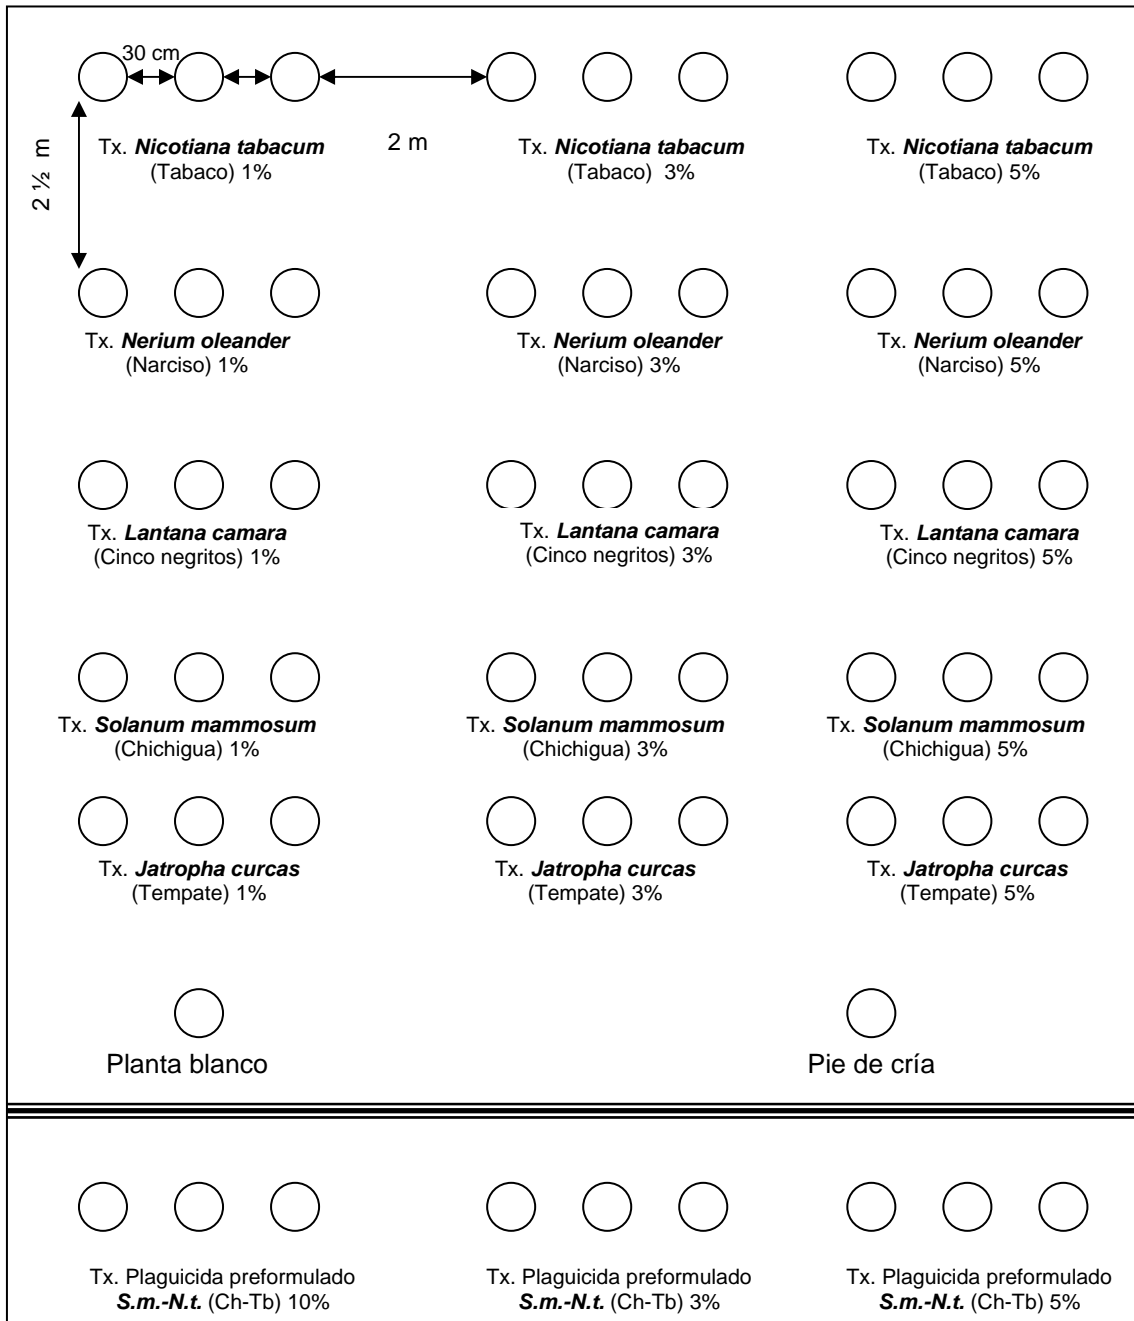 30 cm
2 m
2 ½ m
Tx. Nicotiana tabacum
(Tabaco) 1%
Tx. Nicotiana tabacum
(Tabaco) 3%
Tx. Nicotiana tabacum
(Tabaco) 5%
Tx. Nerium oleander
(Narciso) 1%
Tx. Nerium oleander
(Narciso) 3%
Tx. Nerium oleander
(Narciso) 5%
Tx. Lantana camara
(Cinco negritos) 1%
Tx. Lantana camara
(Cinco negritos) 3%
Tx. Lantana camara
(Cinco negritos) 5%
Tx. Solanum mammosum
(Chichigua) 1%
Tx. Solanum mammosum
(Chichigua) 3%
Tx. Solanum mammosum
(Chichigua) 5%
Tx. Jatropha curcas
(Tempate) 1%
Tx. Jatropha curcas
(Tempate) 3%
Tx. Jatropha curcas
(Tempate) 5%
Planta blanco
Pie de cría
Tx. Plaguicida preformulado
S.m.-N.t. (Ch-Tb) 10%
Tx. Plaguicida preformulado
S.m.-N.t. (Ch-Tb) 3%
Tx. Plaguicida preformulado
S.m.-N.t. (Ch-Tb) 5%